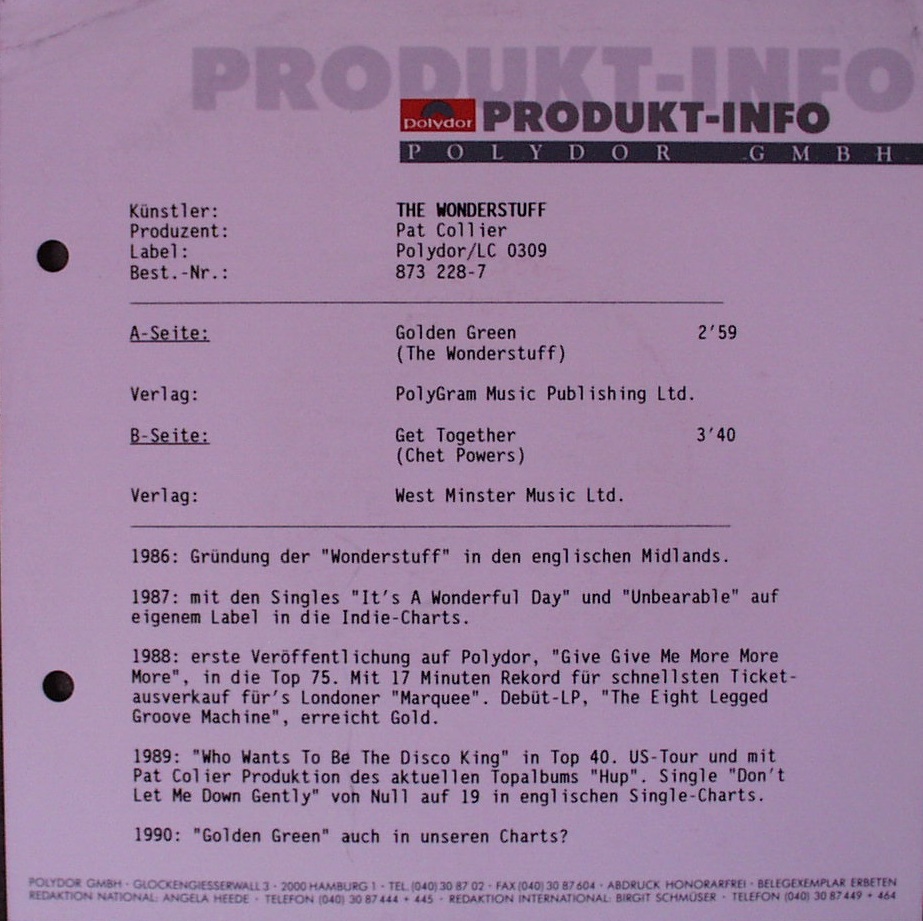 PRODUKT-INFO
polydor PRODUKT-INFO
POLYDOR GMBH
Künstler: THE WONDERSTUFF
Produzent: Pat Collier
Label: Polydor/LC 0309
Best.-Nr.: 873 228-7
A-Seite: Golden Green 2'59
(The Wonderstuff)
Verlag: PolyGram Music Publishing Ltd.
B-Seite: Get Together 3'40
(Chet Powers)
Verlag: West Minster Music Ltd.
1986: Gründung der "Wonderstuff" in den englischen Midlands.
1987: mit den Singles "It's A Wonderful Day" und "Unbearable" auf
eigenem Label in die Indie-Charts.
1988: erste Veröffentlichung auf Polydor, "Give Give Me More More
More", in die Top 75. Mit 17 Minuten Rekord für schnellsten Ticket-
ausverkauf für's Londoner "Marquee". Debüt-LP, "The Eight Legged
Groove Machine", erreicht Gold.
1989: "Who Wants To Be The Disco King" in Top 40. US-Tour und mit
Pat Colier Produktion des aktuellen Topalbums "Hup". Single "Don't
Let Me Down Gently" von Null auf 19 in englischen Single-Charts.
1990: "Golden Green" auch in unseren Charts?
POLYDOR GMBH · GLOCKENGIESSERWALL 3 · 2000 HAMBURG 1 · TEL. (040) 30 87 02 · FAX (040) 30 87 604 · ABDRUCK HONORARFREI · BELEGEXEMPLAR ERBETEN
REDAKTION NATIONAL: ANGELA HEEDE · TELEFON (040) 30 87 444 + 445 · REDAKTION INTERNATIONAL: BIRGIT SCHMÜSER · TELEFON (040) 30 87 449 + 464